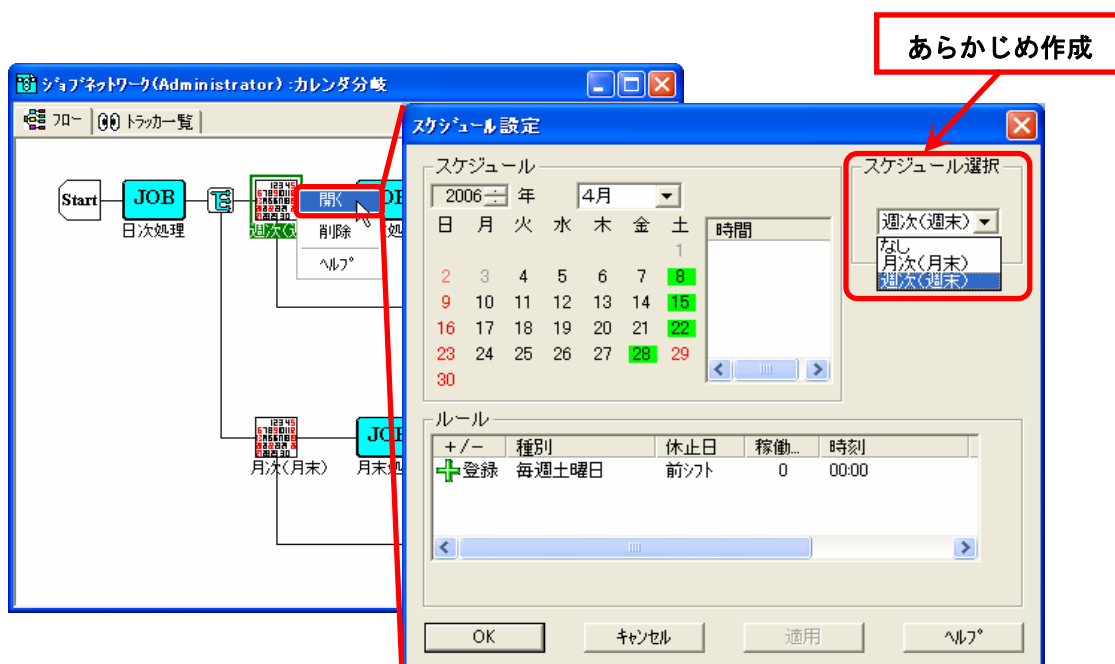 あらかじめ作成
ｼﾞｮﾌﾞﾈｯﾄﾜｰｸ(Administrator) :カレンダ分岐
フロー トラッカ一覧
Start
JOB
日次処理
週次(
開く
削除
ﾍﾙﾌﾟ
月次(月末)
JO
月末処
ｽｹｼﾞｭｰﾙ設定
スケジュール
2006 年 4月
日 月 火 水 木 金 土
1
2 3 4 5 6 7 8
9 10 11 12 13 14 15
16 17 18 19 20 21 22
23 24 25 26 27 28 29
30
時間
スケジュール選択
週次(週末)
なし
月次(月末)
週次(週末)
ルール
+/- 種別 休止日 稼働... 時刻
登録 毎週土曜日 前ｼﾌﾄ 0 00:00
OK ｷｬﾝｾﾙ 適用 ﾍﾙﾌﾟ